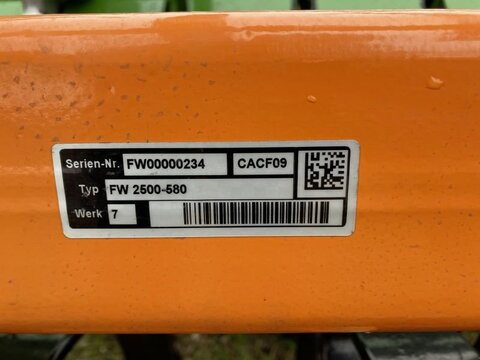 Serien-Nr. FW00000234 CACF09
Typ FW 2500-580
Werk 7